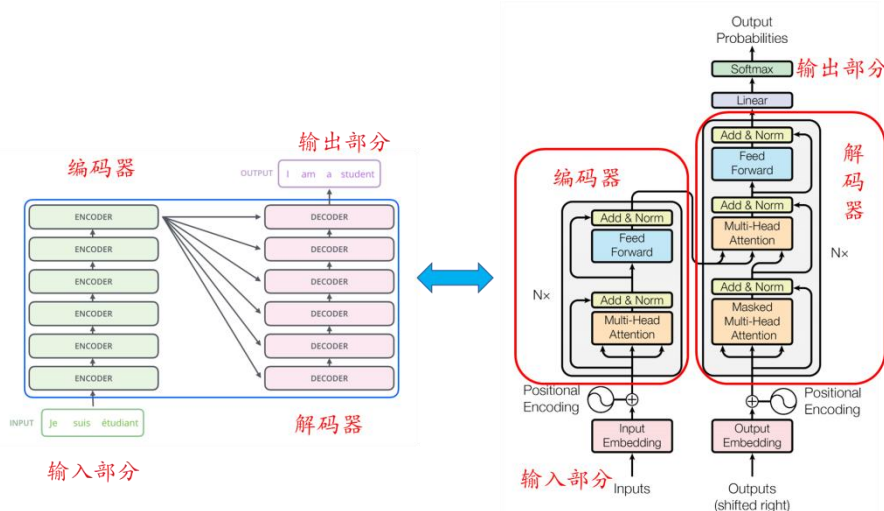 编码器
输出部分
OUTPUT I am a student
ENCODER
ENCODER
ENCODER
ENCODER
ENCODER
ENCODER
DECODER
DECODER
DECODER
DECODER
DECODER
DECODER
INPUT Je suis étudiant
输入部分
解码器
Output
Probabilities
Softmax
输出部分
Linear
编码器
Add & Norm
Feed
Forward
Nx
Add & Norm
Multi-Head
Attention
解码器
Add & Norm
Feed
Forward
Add & Norm
Multi-Head
Attention
Nx
Add & Norm
Masked
Multi-Head
Attention
Positional
Encoding
Positional
Encoding
Input
Embedding
Output
Embedding
输入部分
Inputs
Outputs
(shifted right)